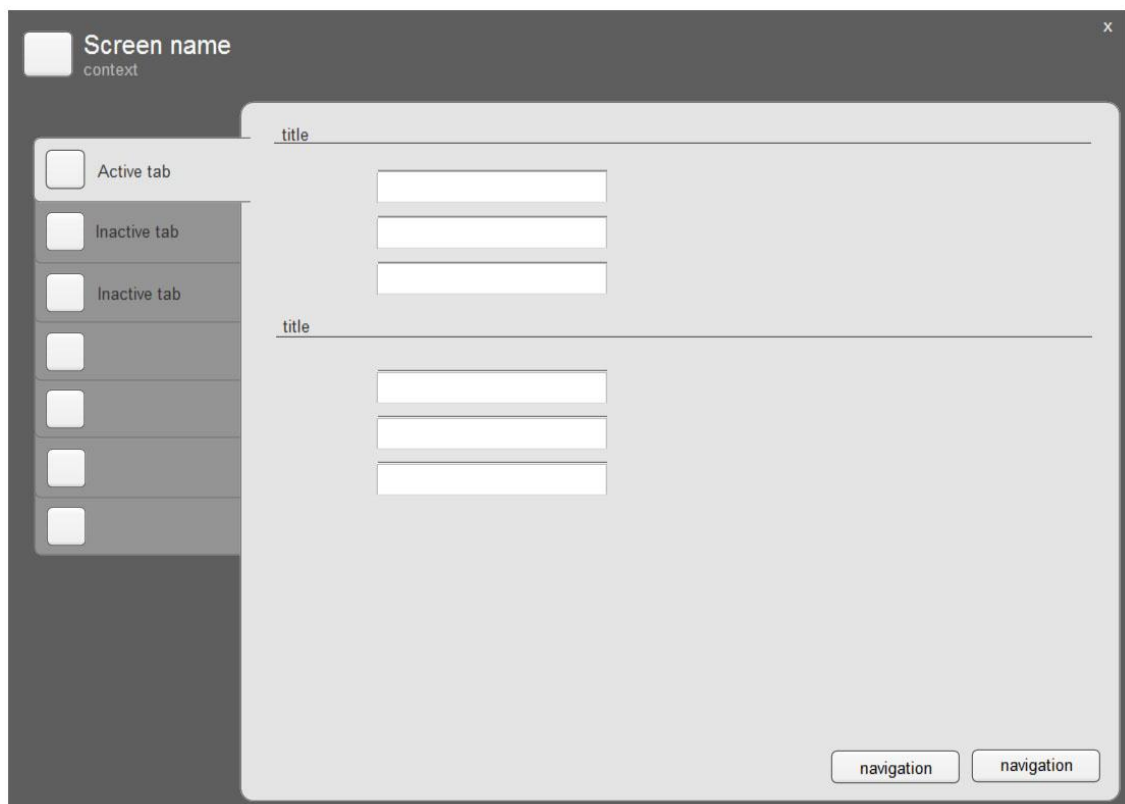 Screen name
x
context
title
Active tab
Inactive tab
Inactive tab
title
navigation
navigation